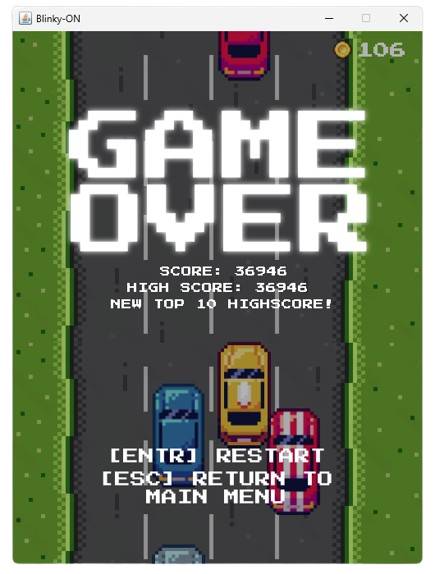 Blinky-ON
106
GAME
OVER
SCORE: 36946
HIGH SCORE: 36946
NEW TOP 10 HIGHSCORE!
[ENTR] RESTART
[ESC] RETURN TO
MAIN MENU